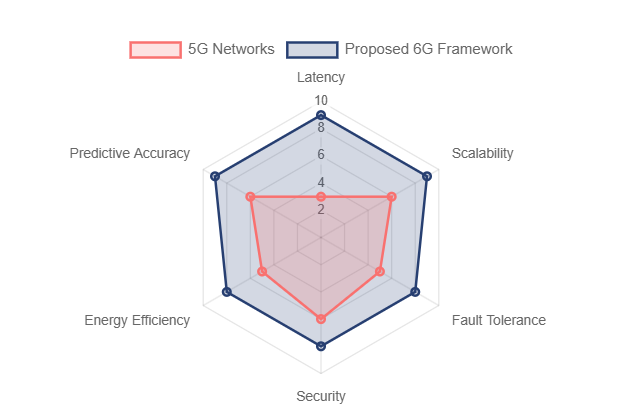 5G Networks Proposed 6G Framework
Latency
10
8
6
4
2
Predictive Accuracy Scalability
Energy Efficiency Fault Tolerance
Security